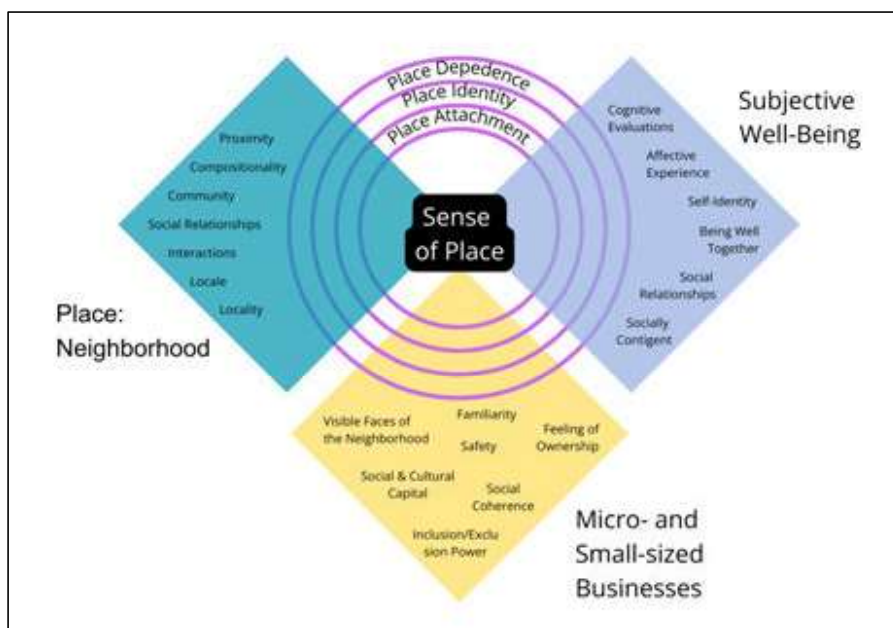 Place Depedence
Place Identity
Place Attachment
Sense
of Place
Proximity
Compositionality
Community
Social Relationships
Interactions
Locale
Locality
Place:
Neighborhood
Subjective
Well-Being
Cognitive
Evaluations
Affective
Experience
Self-Identity
Being Well
Together
Social
Relationships
Socially
Contigent
Visible Faces of
the Neighborhood
Familiarity
Safety
Feeling of
Ownership
Social & Cultural
Capital
Social
Coherence
Inclusion/Exclu
sion Power
Micro- and
Small-sized
Businesses